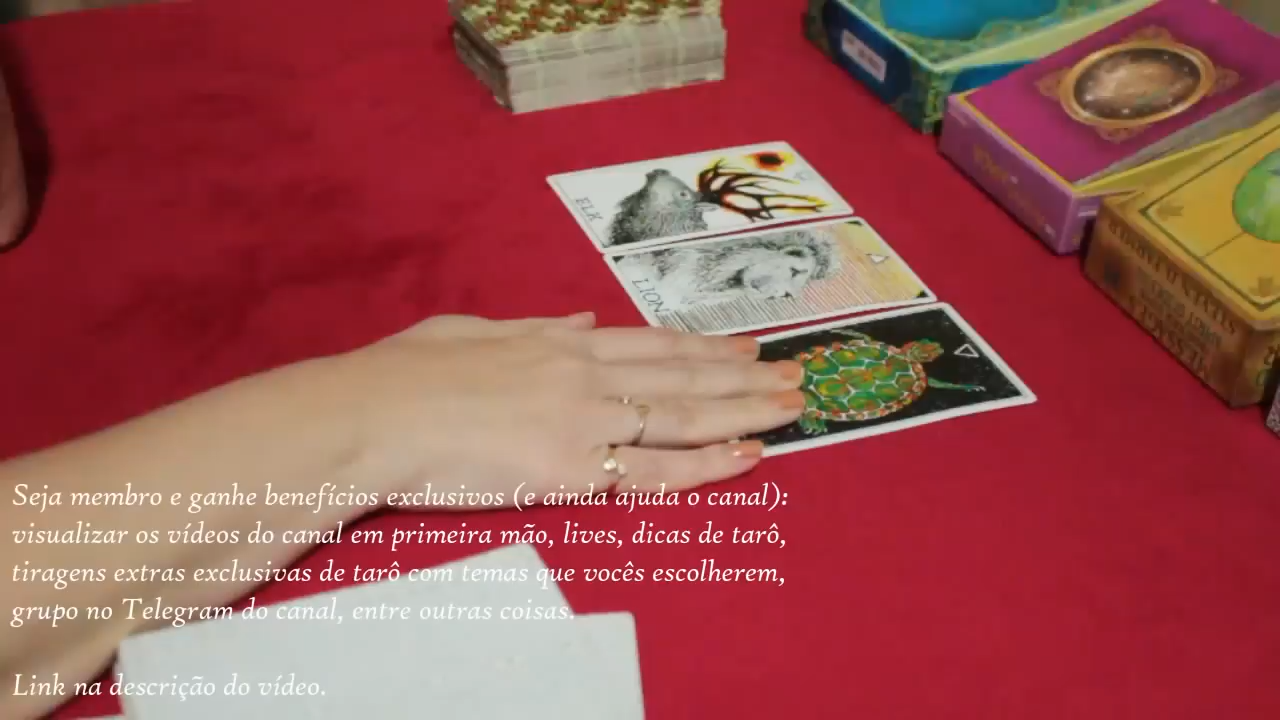 ELK
LION
Seja membro e ganhe benefícios exclusivos (e ainda ajuda o canal):
visualizar os vídeos do canal em primeira mão, lives, dicas de tarô,
tiragens extras exclusivas de tarô com temas que vocês escolherem,
grupo no Telegram do canal, entre outras coisas.
Link na descrição do vídeo.